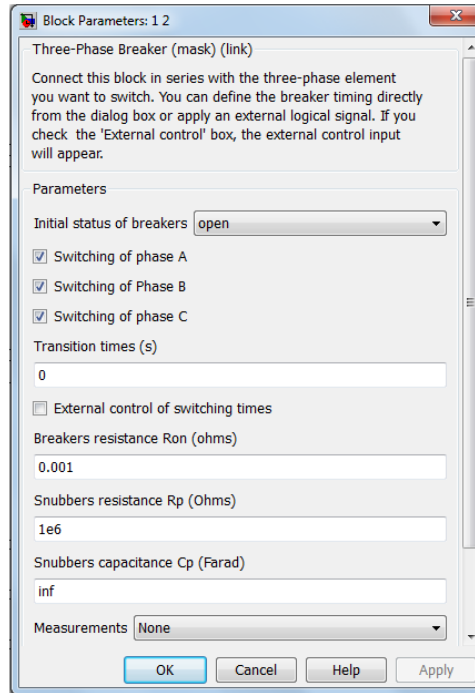 Block Parameters: 1 2
Three-Phase Breaker (mask) (link)
Connect this block in series with the three-phase element
you want to switch. You can define the breaker timing directly
from the dialog box or apply an external logical signal. If you
check the 'External control' box, the external control input
will appear.
Parameters
Initial status of breakers open
Switching of phase A
Switching of Phase B
Switching of phase C
Transition times (s)
0
External control of switching times
Breakers resistance Ron (ohms)
0.001
Snubbers resistance Rp (Ohms)
1e6
Snubbers capacitance Cp (Farad)
inf
Measurements None
OK Cancel Help Apply